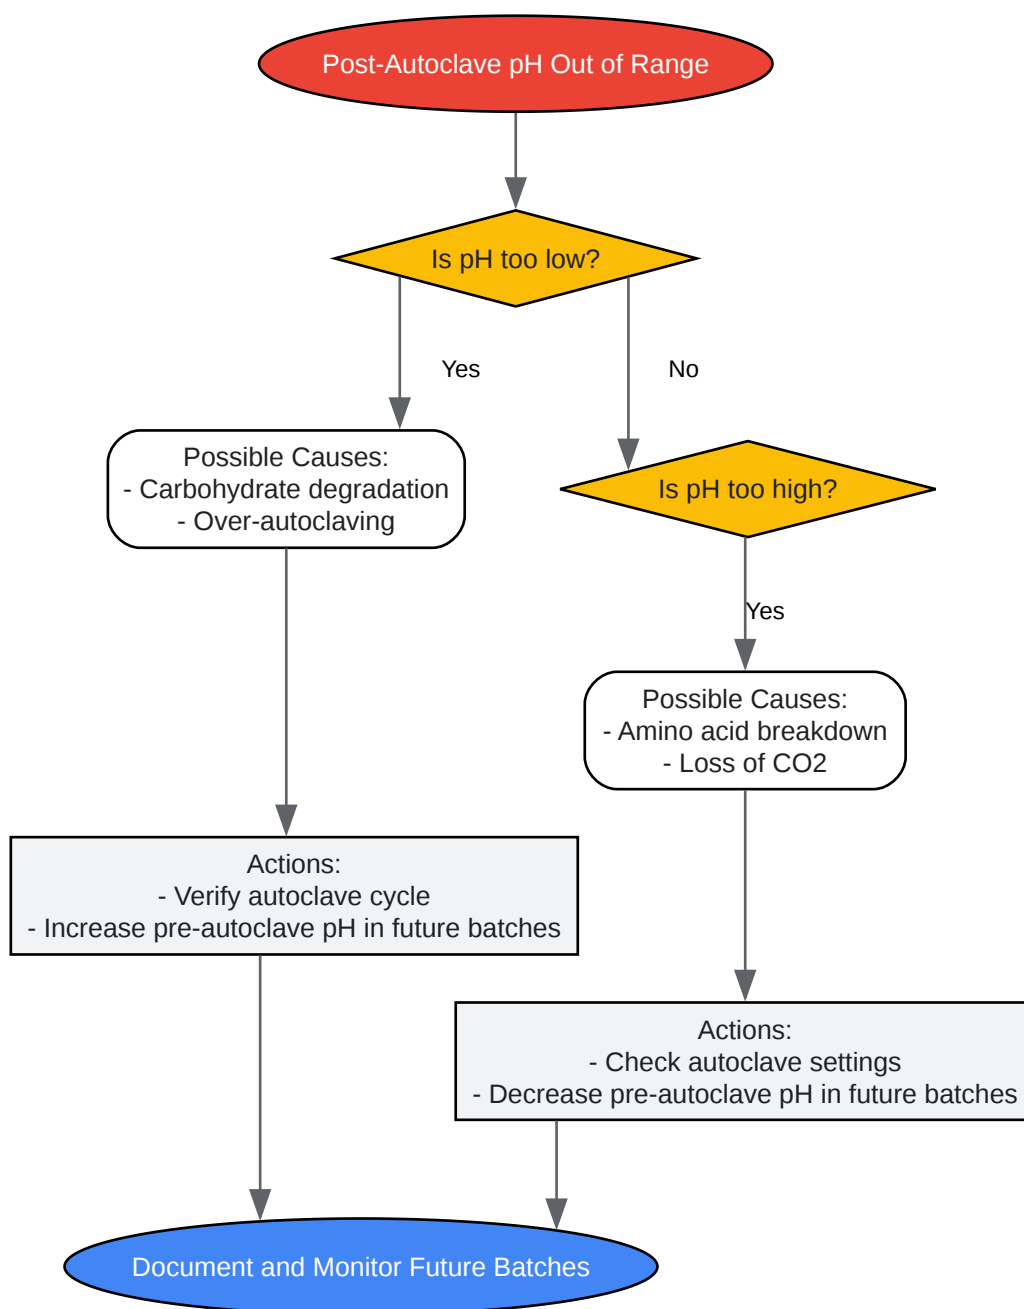 Post-Autoclave pH Out of Range
Is pH too low?
Yes
No
Possible Causes:
- Carbohydrate degradation
- Over-autoclaving
Is pH too high?
Yes
Possible Causes:
- Amino acid breakdown
- Loss of CO2
Actions:
- Verify autoclave cycle
- Increase pre-autoclave pH in future batches
Actions:
- Check autoclave settings
- Decrease pre-autoclave pH in future batches
Document and Monitor Future Batches